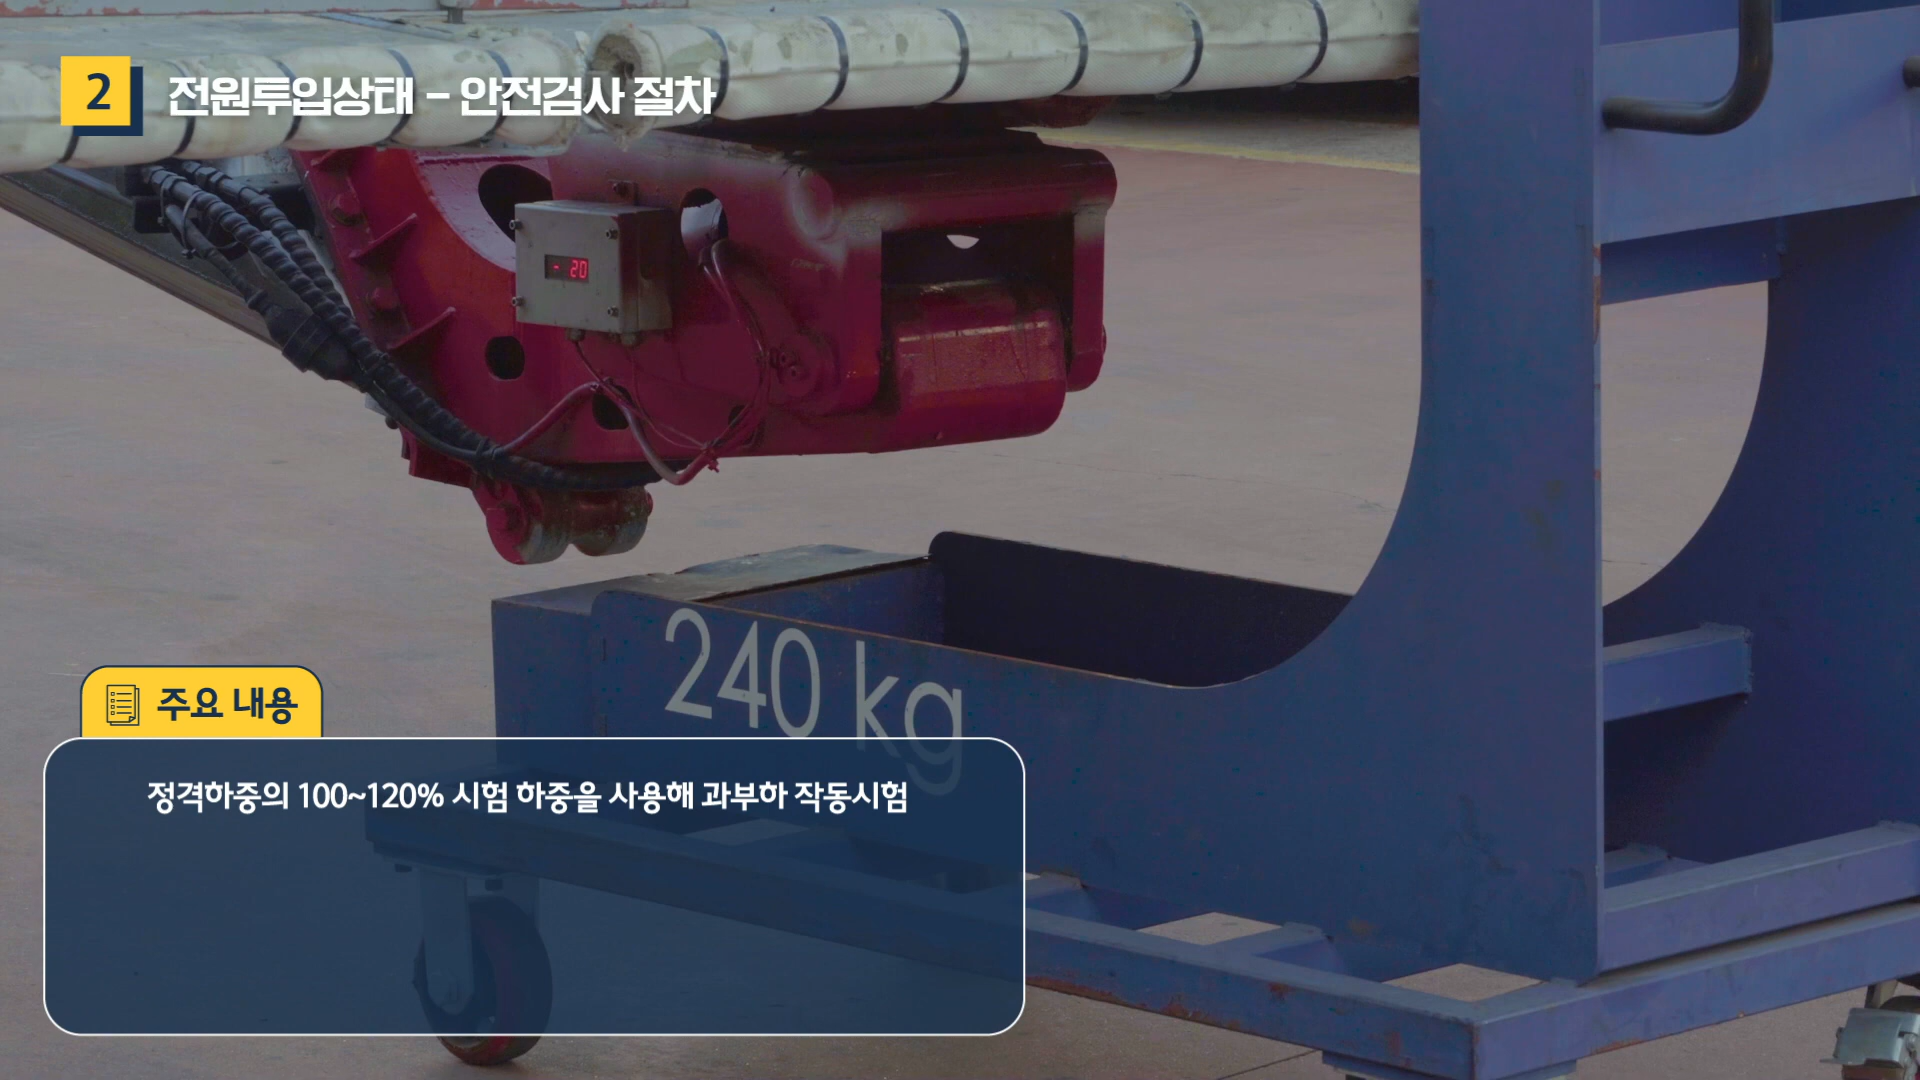 2
전원투입상태 - 안전검사 절차
- 20
240 kg
주요 내용
정격하중의 100~120% 시험 하중을 사용해 과부하 작동시험